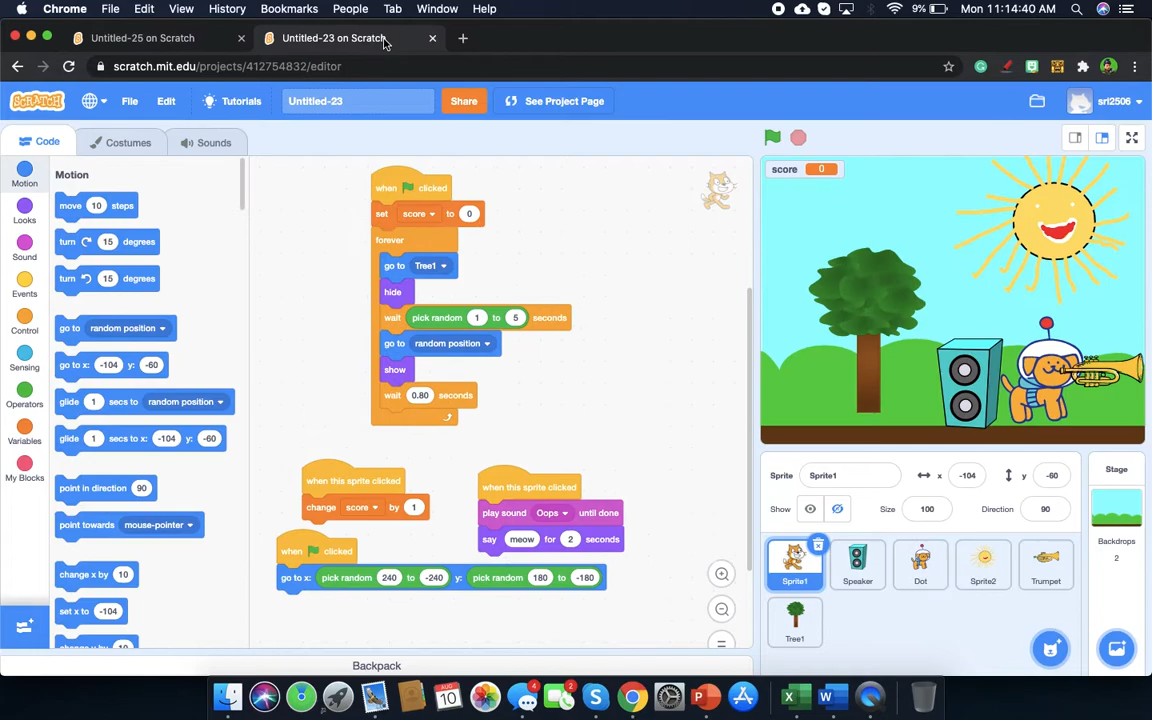 Chrome File Edit View History Bookmarks People Tab Window Help 9% Mon 11:14:40 AM
Untitled-25 on Scratch Untitled-23 on Scratch
scratch.mit.edu/projects/412754832/editor
SCRATCH File Edit Tutorials Untitled-23 Share See Project Page sri2506
Code Costumes Sounds
Motion
Looks
Sound
Events
Control
Sensing
Operators
Variables
My Blocks
Motion
move 10 steps
turn 15 degrees
turn 15 degrees
go to random position
go to x: -104 y: -60
glide 1 secs to random position
glide 1 secs to x: -104 y: -60
point in direction 90
point towards mouse-pointer
change x by 10
set x to -104
change y by 10
when clicked
set score to 0
forever
go to Tree1
hide
wait pick random 1 to 5 seconds
go to random position
show
wait 0.80 seconds
when this sprite clicked
change score by 1
when this sprite clicked
play sound Oops until done
say meow for 2 seconds
when clicked
go to x: pick random 240 to -240 y: pick random 180 to -180
Backpack
score 0
Sprite Sprite1 x -104 y -60
Show Size 100 Direction 90
Sprite1 Speaker Dot Sprite2 Trumpet
Tree1
Stage
Backdrops
2
AUG
10
4
2